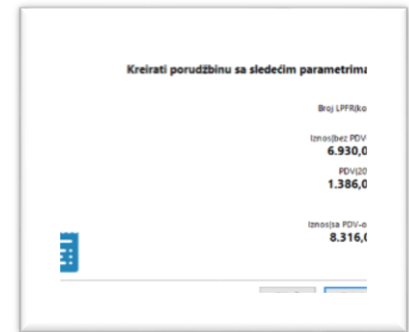 Kreirati porudžbinu sa sledećim parametrima
Broj LPFR(ko
Iznos(bez PDV-
6.930,0
PDV(20
1.386,0
Iznos(sa PDV-o
8.316,0